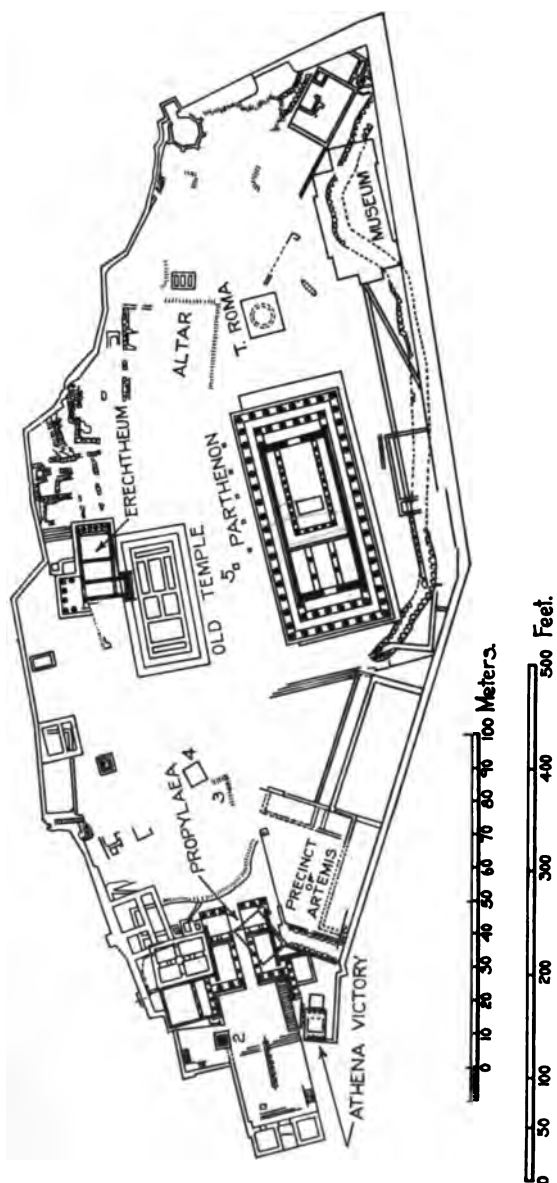 ERECHTHEUM
ALTAR
T. ROMA
MUSEUM
OLD TEMPLE
5
PARTHENON
PROPYLAEA
4
3
PRECINCT
OF
ARTEMIS
2
ATHENA VICTORY
0 10 20 30 40 50 60 70 80 90 100 Meters.
0 50 100 200 300 400 500 Feet.